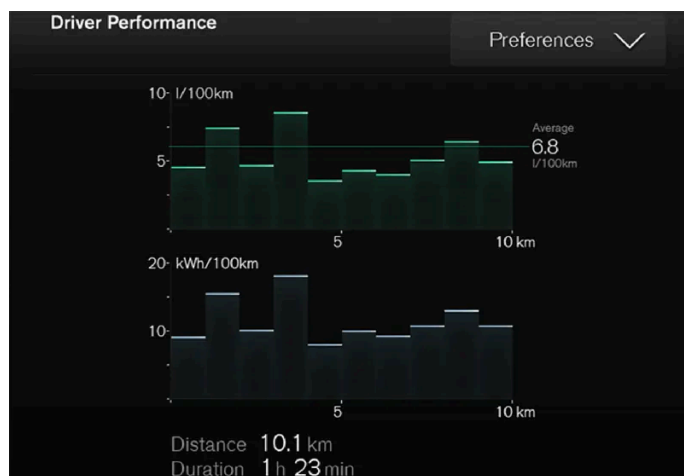 Driver Performance
Preferences
10 l/100km
Average
6.8
l/100km
5
5
10 km
20 kWh/100km
10
5
10 km
Distance 10.1 km
Duration 1 h 23 min